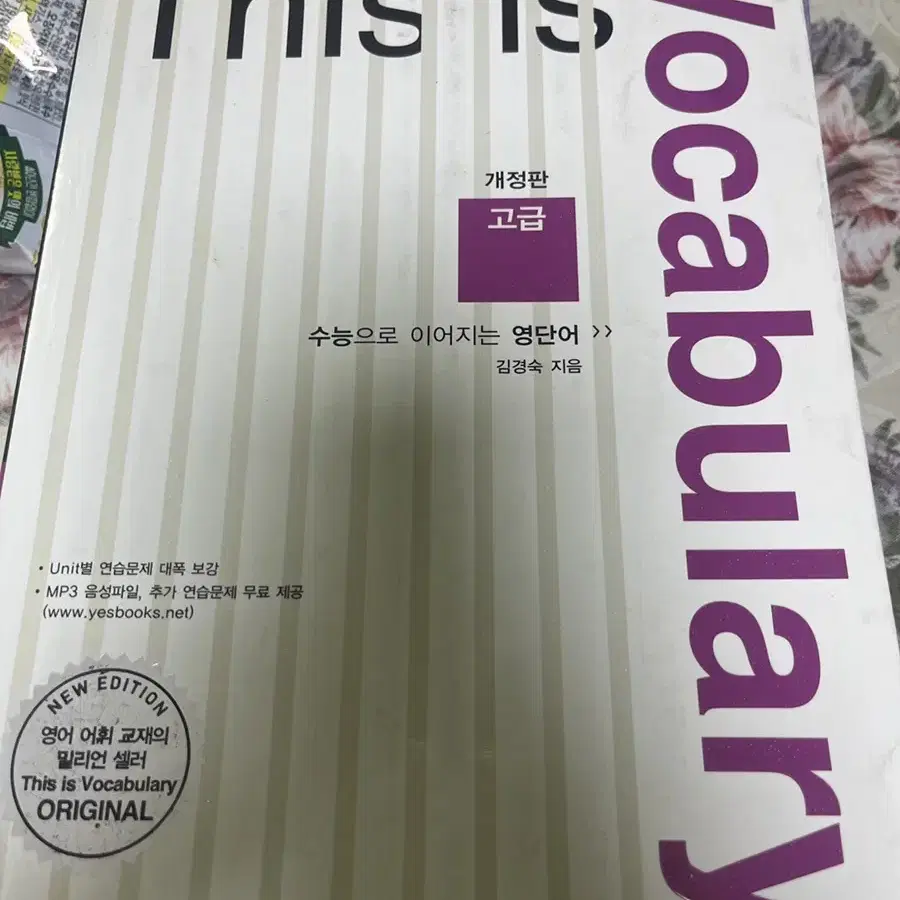 This is
Vocabulary
개정판
고급
수능으로 이어지는 영단어 >>
김경숙 지음
• Unit별 연습문제 대폭 보강
• MP3 음성파일, 추가 연습문제 무료 제공
(www.yesbooks.net)
NEW EDITION
영어 어휘 교재의
밀리언 셀러
This is Vocabulary
ORIGINAL